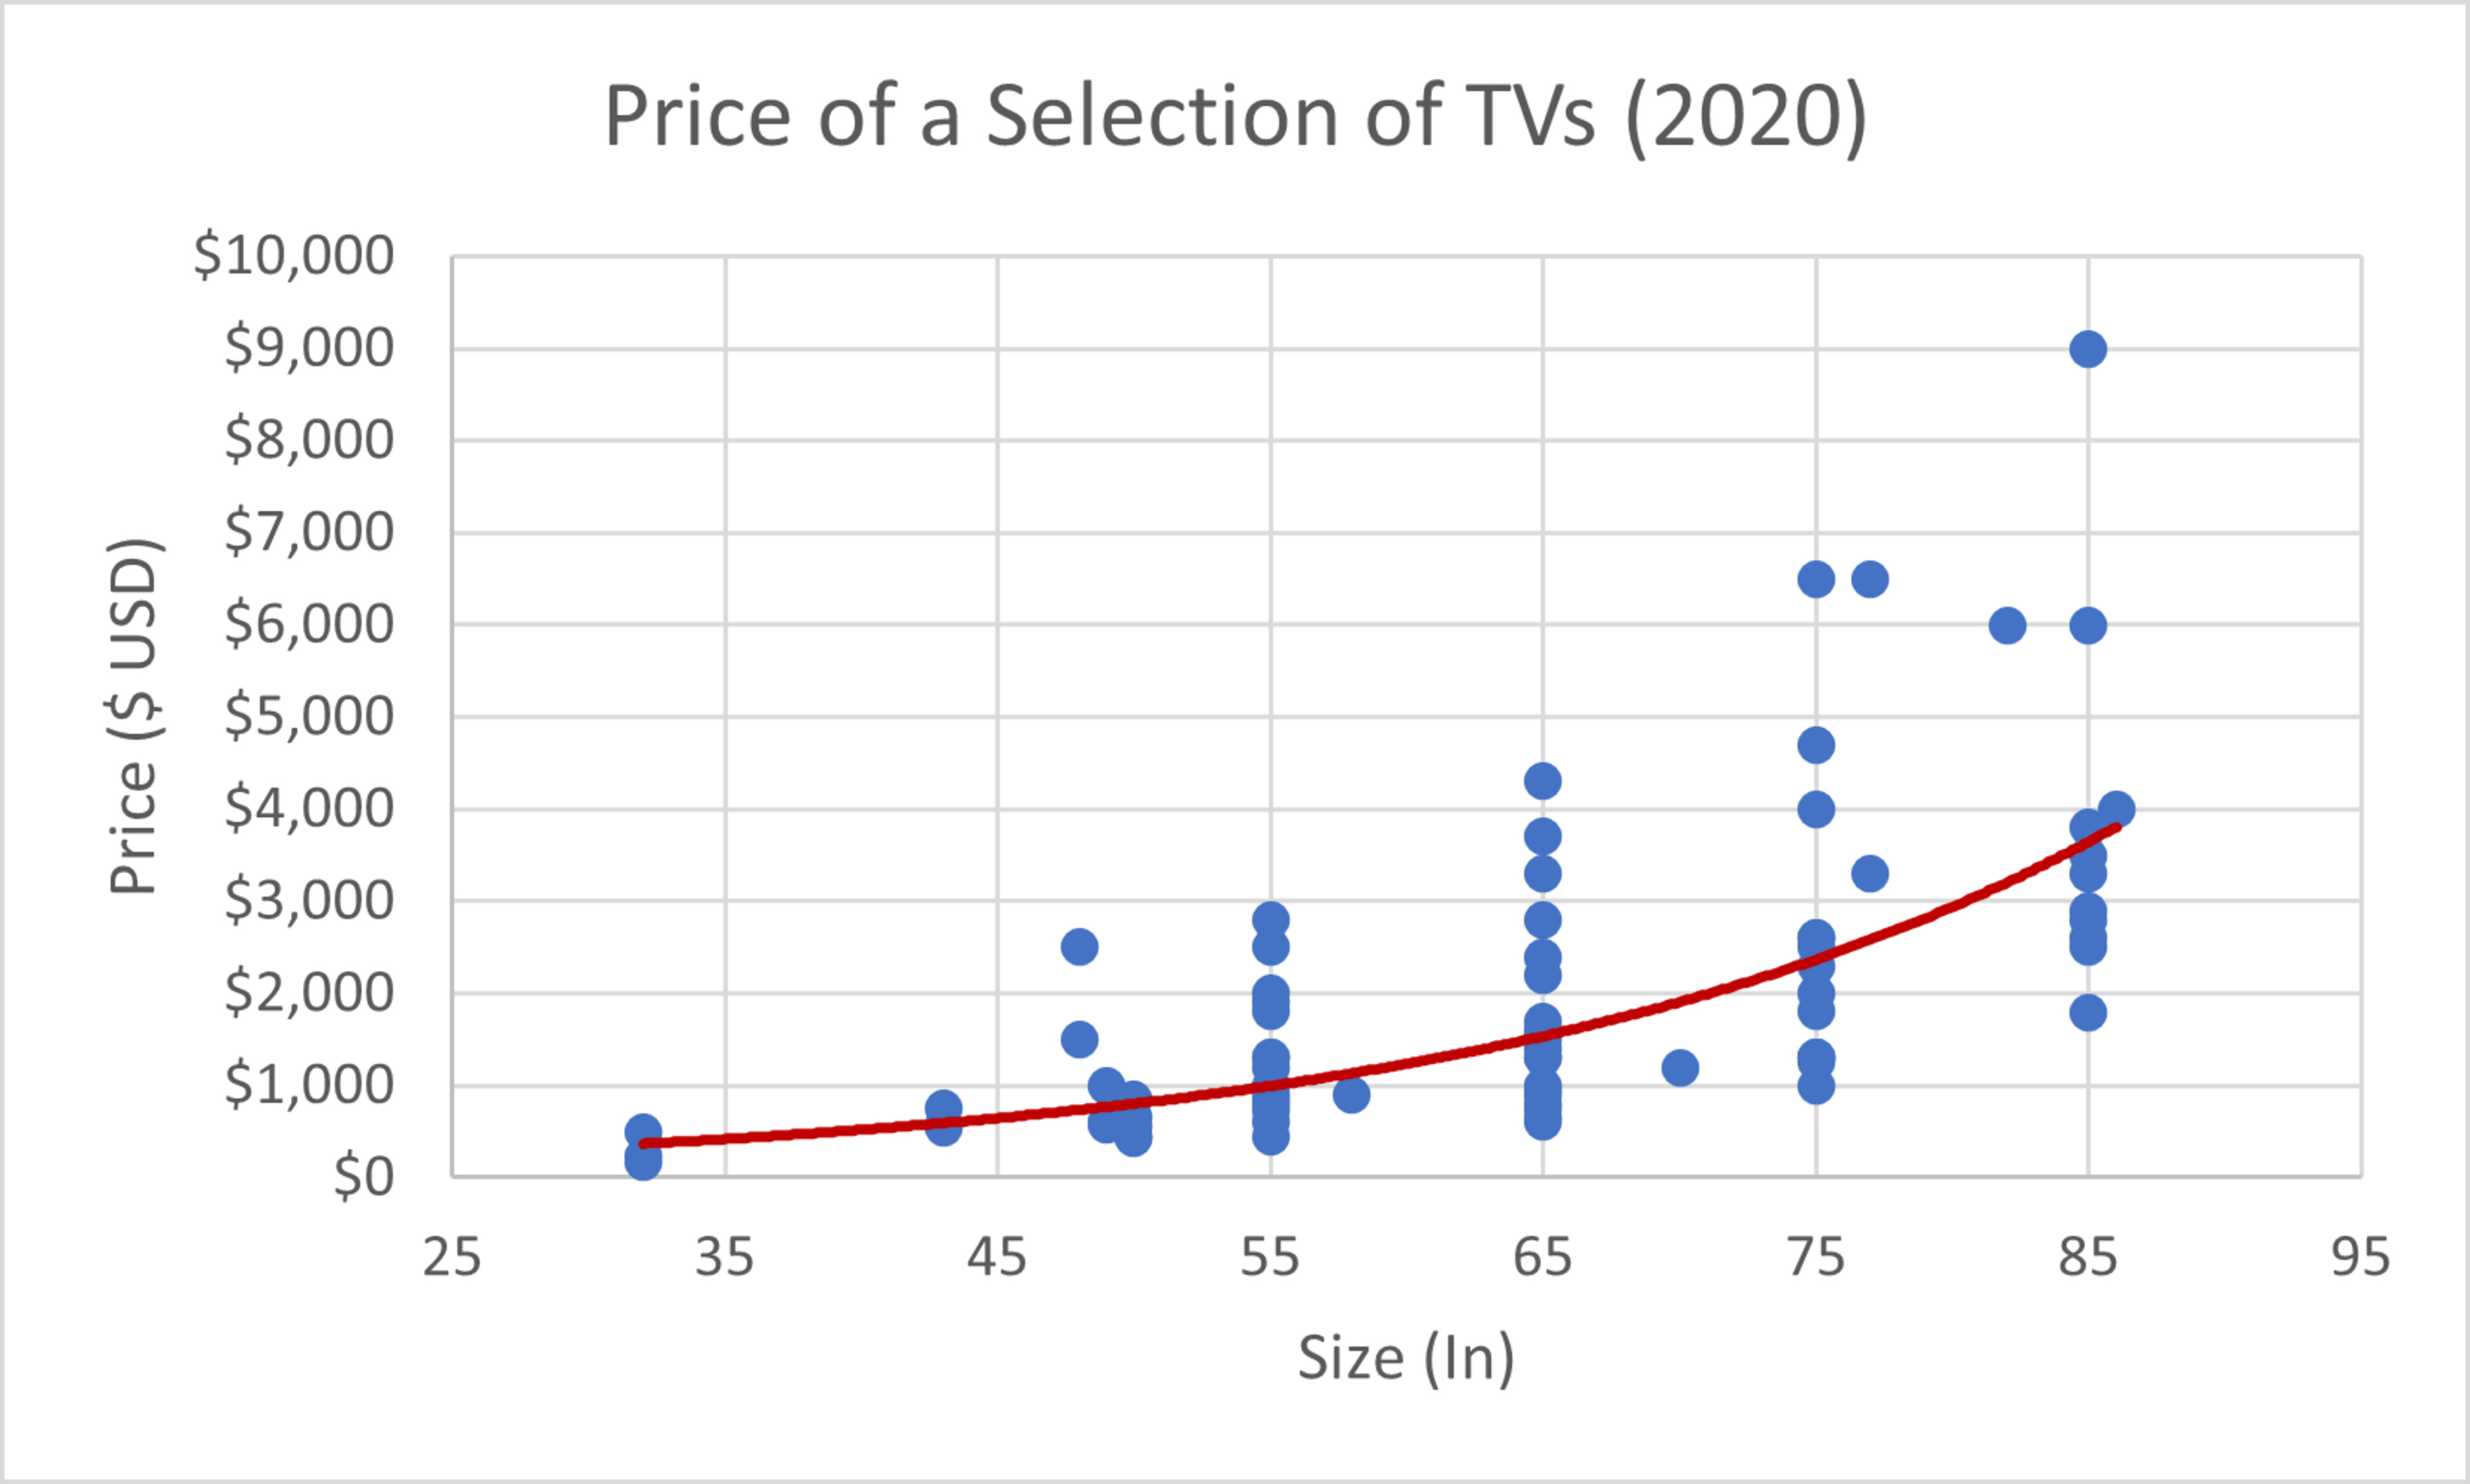 Price of a Selection of TVs (2020)
$10,000
$9,000
$8,000
$7,000
$6,000
$5,000
$4,000
$3,000
$2,000
$1,000
$0
Price ($ USD)
25 35 45 55 65 75 85 95
Size (In)